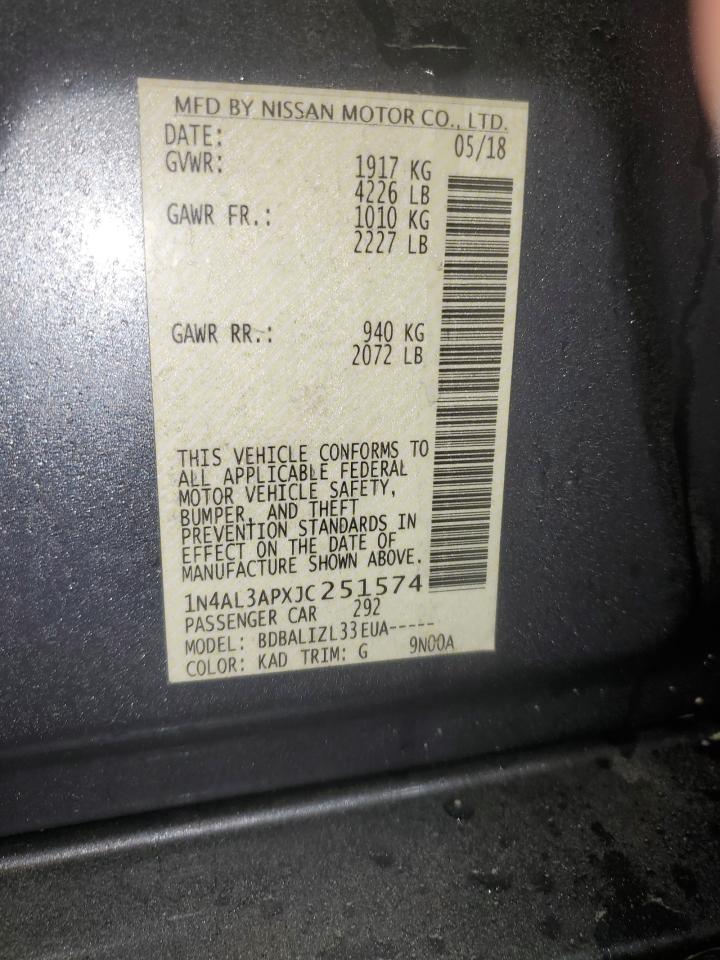 MFD BY NISSAN MOTOR CO., LTD.
DATE: 05/18
GVWR: 1917 KG
4226 LB
GAWR FR.: 1010 KG
2227 LB
GAWR RR.: 940 KG
2072 LB
THIS VEHICLE CONFORMS TO
ALL APPLICABLE FEDERAL
MOTOR VEHICLE SAFETY,
BUMPER, AND THEFT
PREVENTION STANDARDS IN
EFFECT ON THE DATE OF
MANUFACTURE SHOWN ABOVE.
1N4AL3APXJC251574
PASSENGER CAR 292
MODEL: BDBALIZL33EUA-----
COLOR: KAD TRIM: G 9N00A